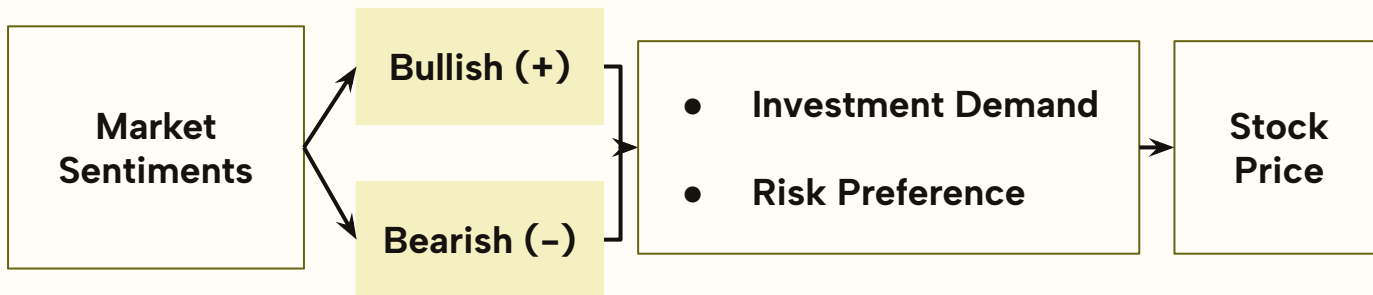 Market
Sentiments
Bullish (+)
Bearish (-)
● Investment Demand
● Risk Preference
Stock
Price